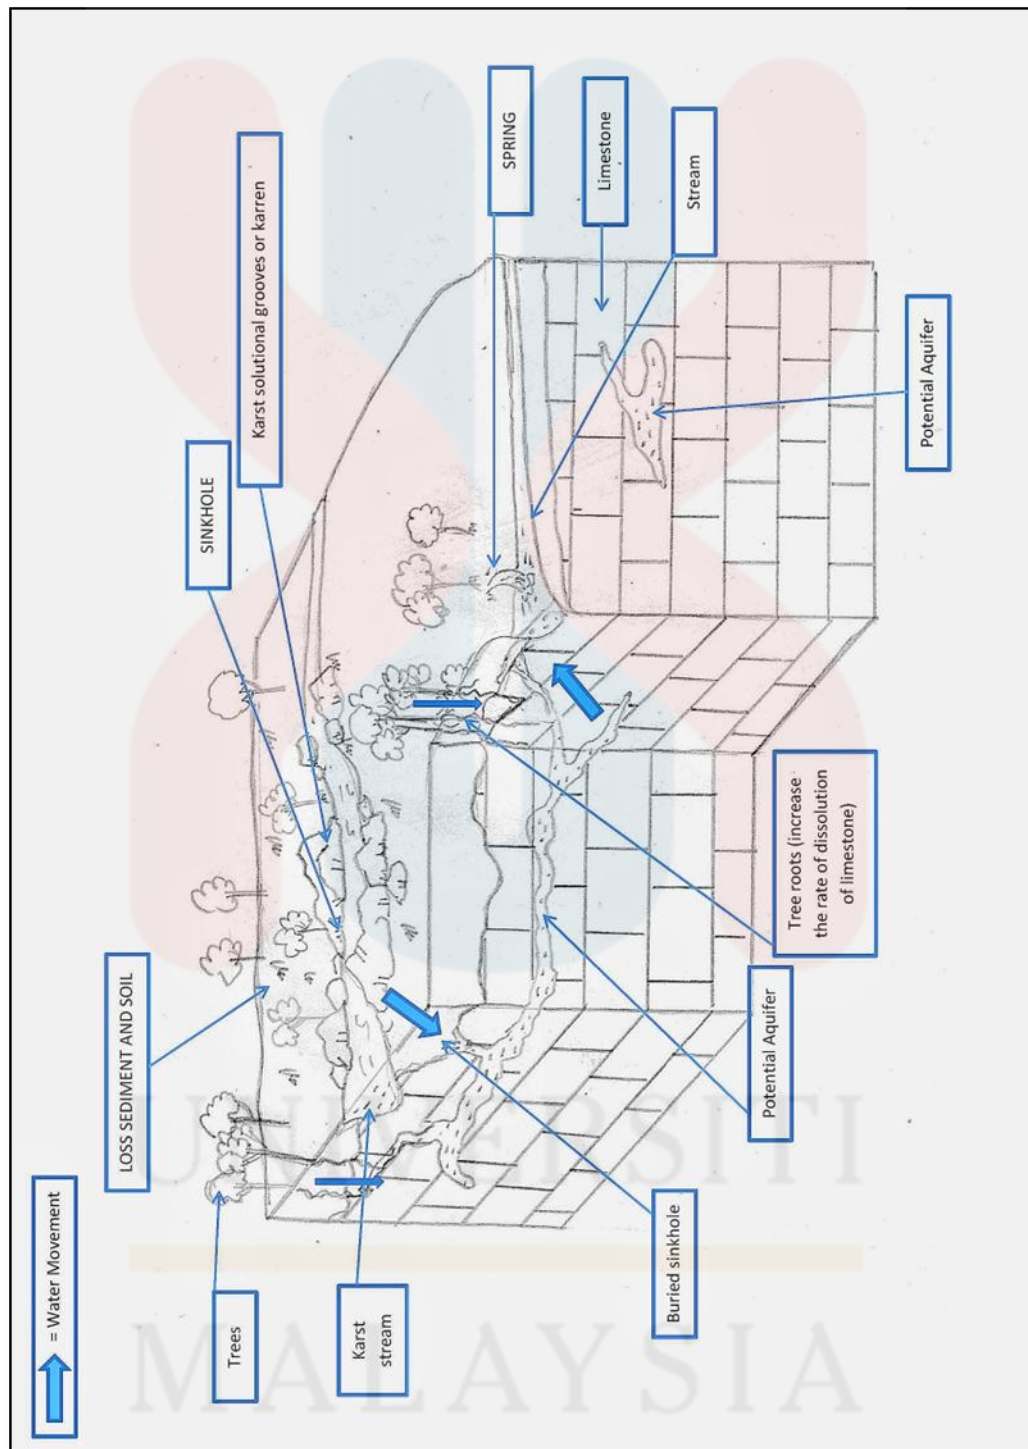 = Water Movement
LOSS SEDIMENT AND SOIL
SINKHOLE
Karst solutional grooves or karren
Trees
Karst
stream
SPRING
Limestone
Stream
Buried sinkhole
Potential Aquifer
Tree roots (increase
the rate of dissolution
of limestone)
Potential Aquifer
UNIVERSITI
MALAYSIA